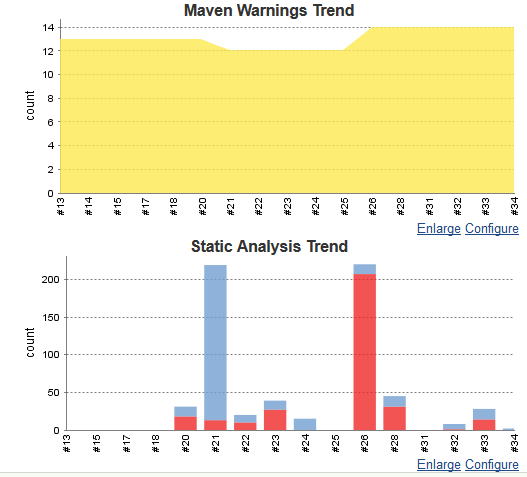 Maven Warnings Trend
14
12
10
8
6
4
2
0
count
#13 #14 #15 #17 #18 #20 #21 #22 #23 #24 #25 #26 #28 #31 #32 #33 #34
Enlarge Configure
Static Analysis Trend
200
150
100
50
0
count
#13 #15 #17 #18 #20 #21 #22 #23 #24 #25 #26 #28 #31 #32 #33 #34
Enlarge Configure